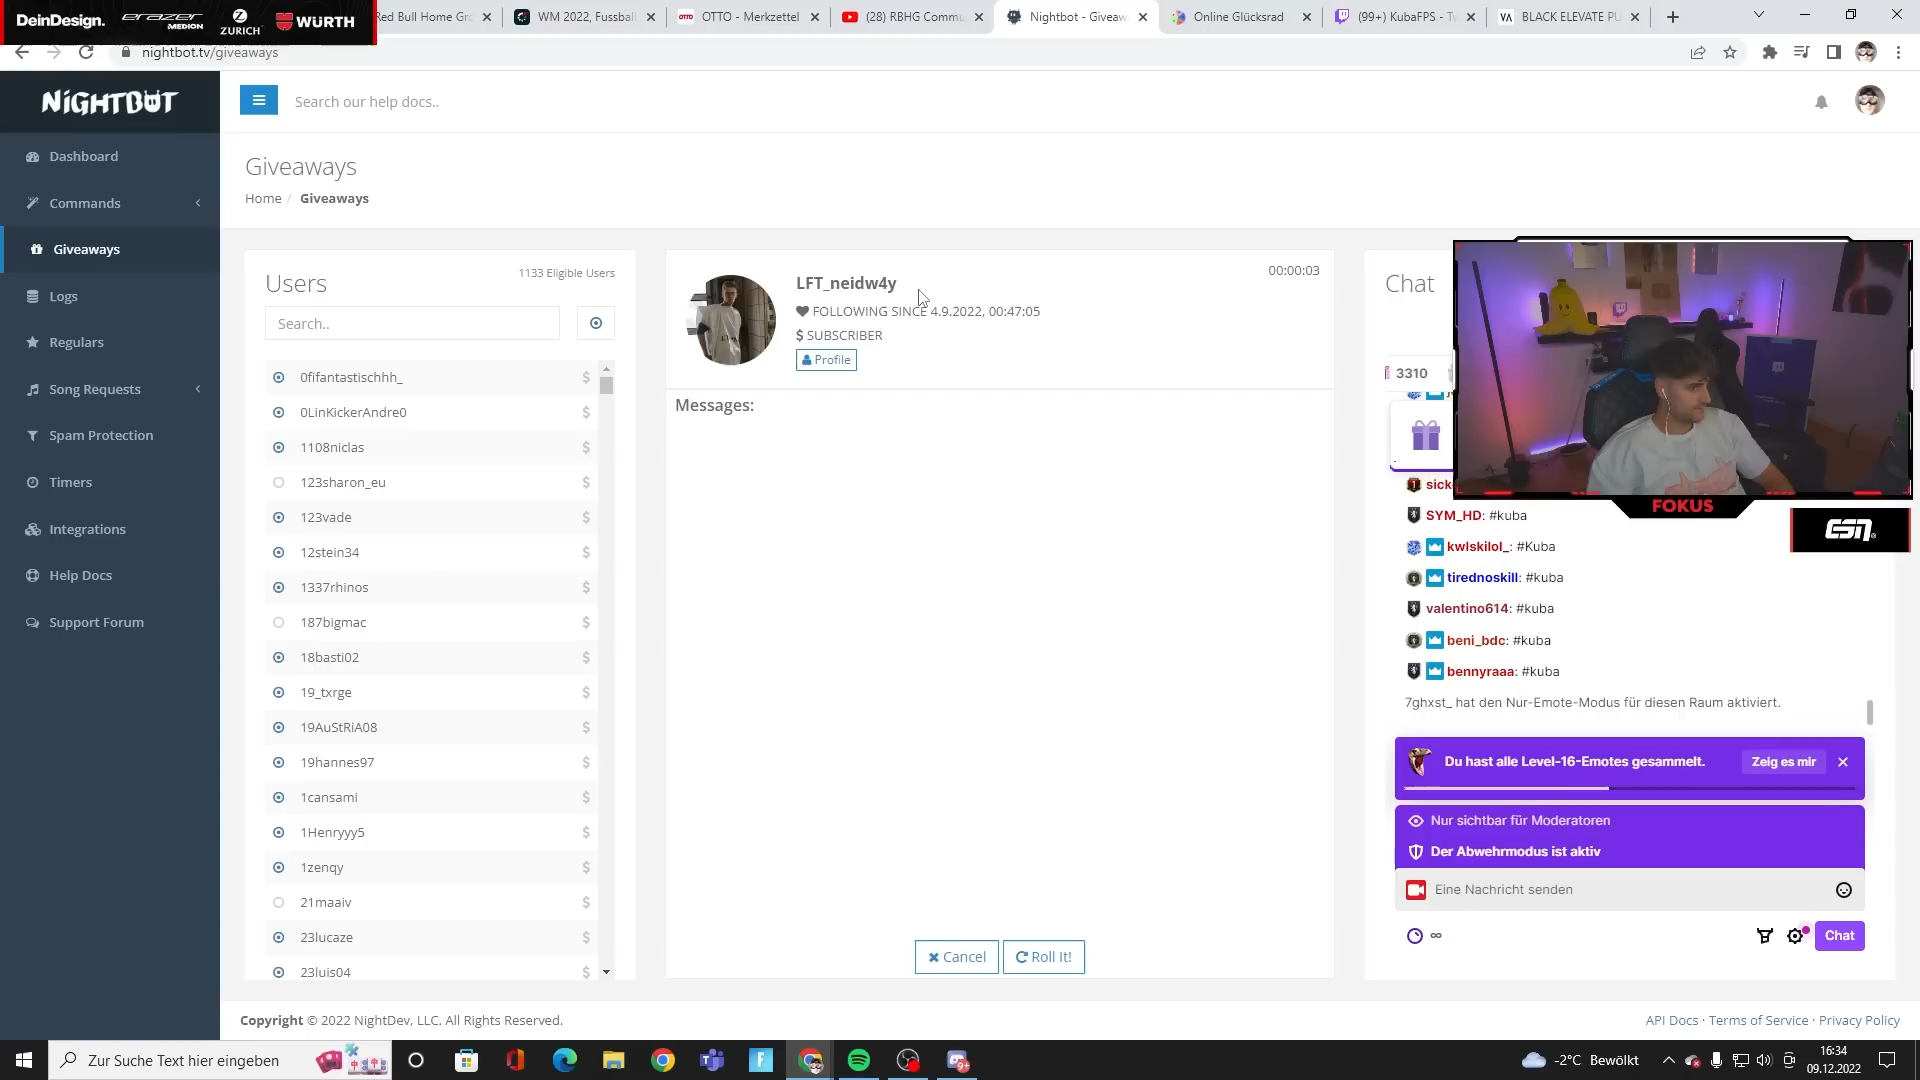 DeinDesign. erazer MEDION ZURICH WÜRTH
Red Bull Home Gr
WM 2022, Fussball
OTTO - Merkzettel
(28) RBHG Commu
Nightbot - Giveaw
Online Glücksrad
(99+) KubaFPS - Tw
BLACK ELEVATE PU
nightbot.tv/giveaways
NIGHTBOT
Search our help docs..
Dashboard
Commands
Giveaways
Logs
Regulars
Song Requests
Spam Protection
Timers
Integrations
Help Docs
Support Forum
Giveaways
Home / Giveaways
Users
1133 Eligible Users
Search..
0fifantastischhh_ $
0LinKickerAndre0 $
1108niclas $
123sharon_eu $
123vade $
12stein34 $
1337rhinos $
187bigmac $
18basti02 $
19_txrge $
19AuStRiA08 $
19hannes97 $
1cansami $
1Henryyy5 $
1zenqy $
21maaiv $
23lucaze $
23luis04 $
LFT_neidw4y
00:00:03
FOLLOWING SINCE 4.9.2022, 00:47:05
$ SUBSCRIBER
Profile
Messages:
Cancel
Roll It!
Chat
3310
FOKUS
ESN
sick
SYM_HD: #kuba
kwlskilol_: #Kuba
tirednoskill: #kuba
valentino614: #kuba
beni_bdc: #kuba
bennyraaa: #kuba
7ghxst_ hat den Nur-Emote-Modus für diesen Raum aktiviert.
Du hast alle Level-16-Emotes gesammelt.
Zeig es mir
Nur sichtbar für Moderatoren
Der Abwehrmodus ist aktiv
Eine Nachricht senden
∞
Chat
Copyright © 2022 NightDev, LLC. All Rights Reserved.
API Docs · Terms of Service · Privacy Policy
Zur Suche Text hier eingeben
9+
-2°C Bewölkt
16:34
09.12.2022